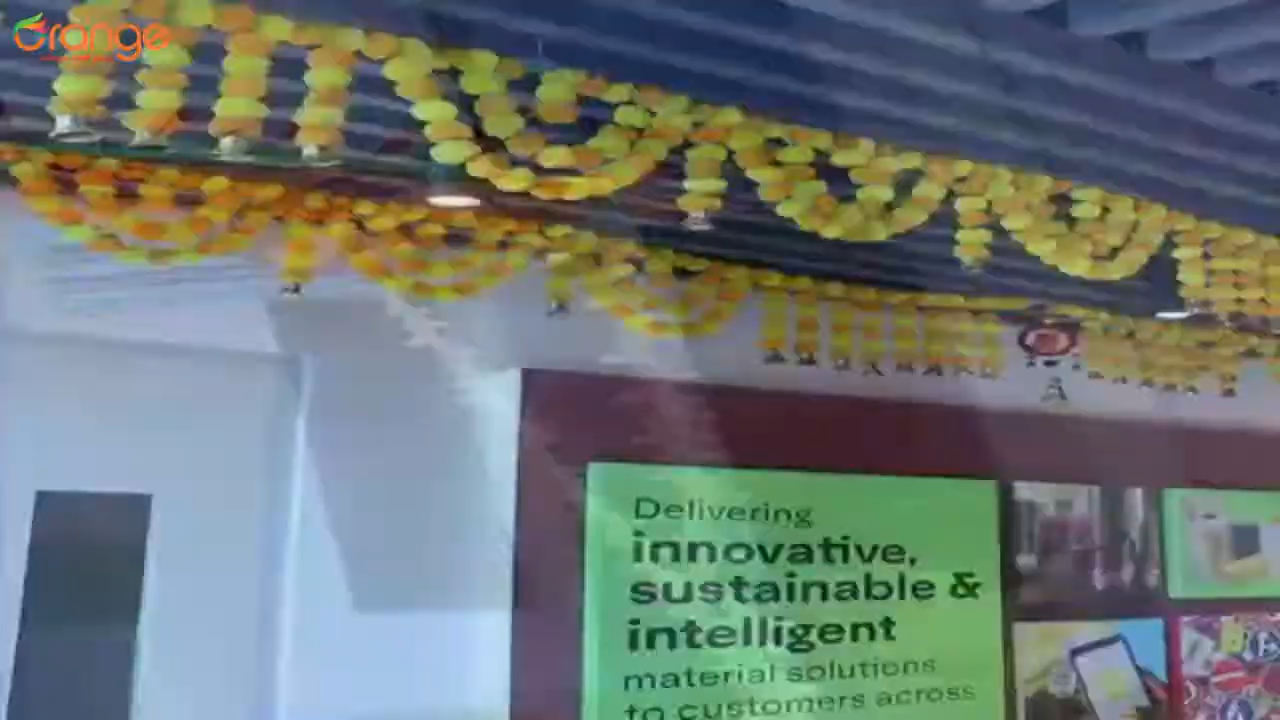 Orange
Delivering
innovative,
sustainable &
intelligent
material solutions
to customers across